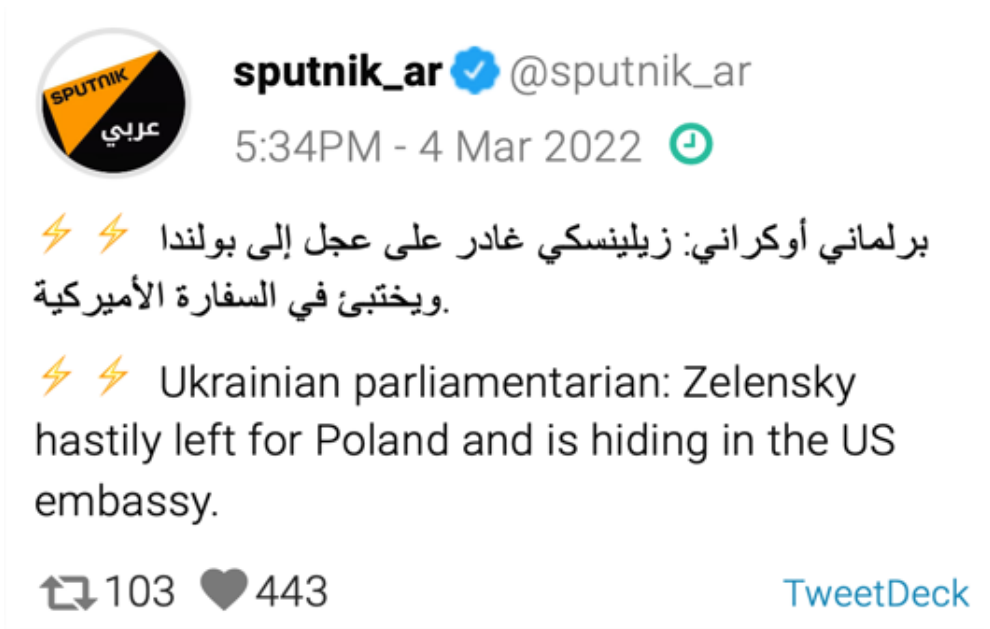 SPUTNIK
عربي
sputnik_ar @sputnik_ar
5:34PM - 4 Mar 2022
⚡ ⚡ برلماني أوكراني: زيلينسكي غادر على عجل إلى بولندا
ويختبئ في السفارة الأميركية.
⚡ ⚡ Ukrainian parliamentarian: Zelensky
hastily left for Poland and is hiding in the US
embassy.
103 443 TweetDeck